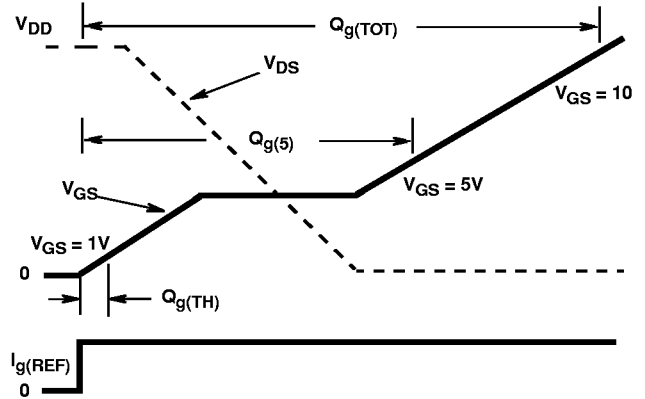 V_DD
Q_g(TOT)
V_DS
V_GS = 10
Q_g(5)
V_GS
V_GS = 5V
V_GS = 1V
0
Q_g(TH)
I_g(REF)
0